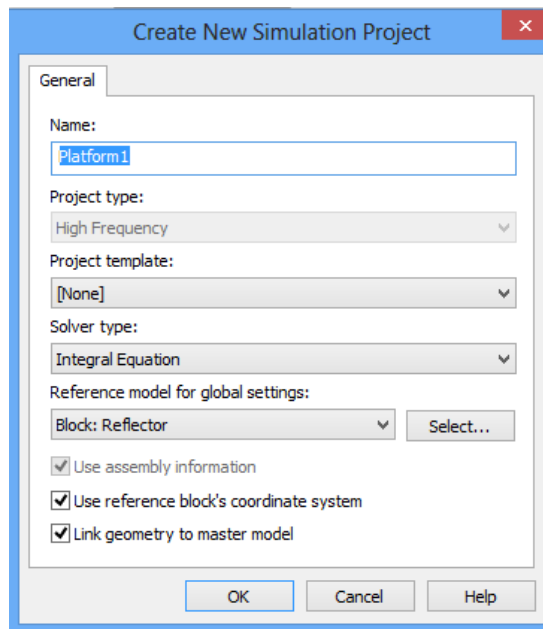 Create New Simulation Project
General
Name:
Platform1
Project type:
High Frequency
Project template:
[None]
Solver type:
Integral Equation
Reference model for global settings:
Block: Reflector
Select...
Use assembly information
Use reference block's coordinate system
Link geometry to master model
OK
Cancel
Help